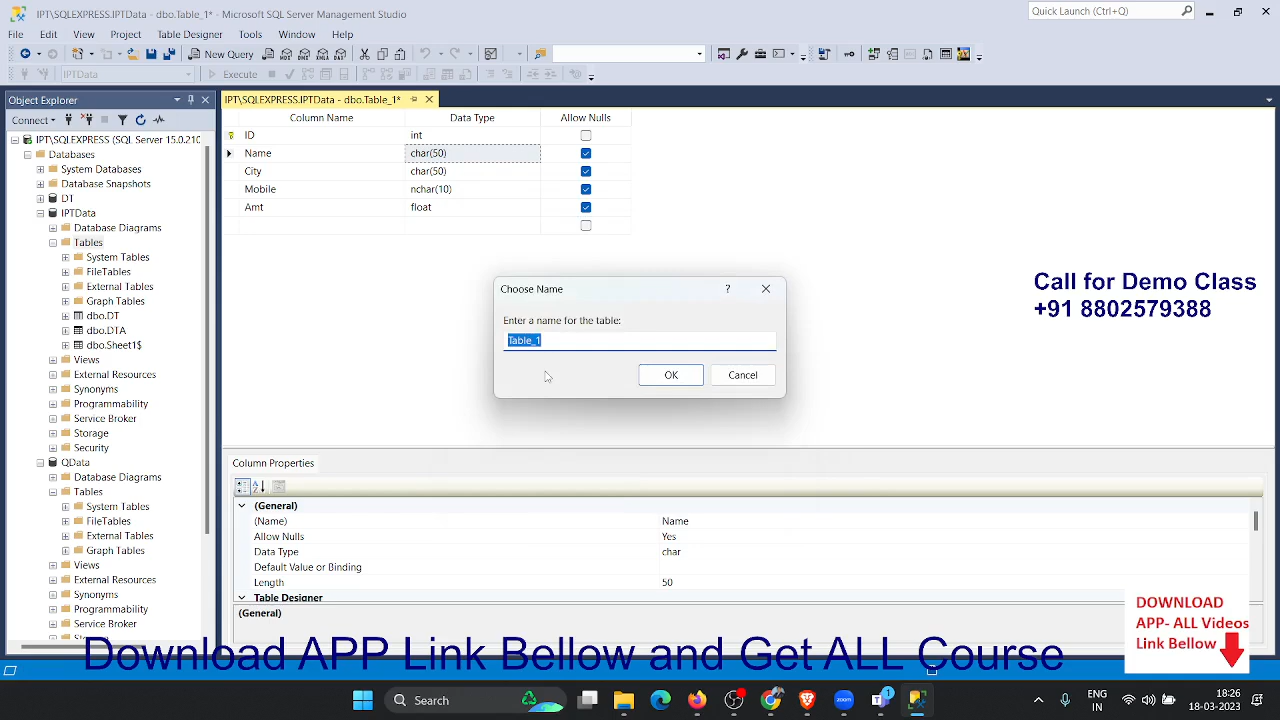 IPT\SQLEXPRESS.IPTData - dbo.Table_1* - Microsoft SQL Server Management Studio
Quick Launch (Ctrl+Q)
File Edit View Project Table Designer Tools Window Help
New Query
IPTData Execute
Object Explorer
IPT\SQLEXPRESS.IPTData - dbo.Table_1*
Connect
Column Name Data Type Allow Nulls
IPT\SQLEXPRESS (SQL Server 15.0.210
ID int
Name char(50)
City char(50)
Mobile nchar(10)
Amt float
Databases
System Databases
Database Snapshots
DT
IPTData
Database Diagrams
Tables
System Tables
FileTables
External Tables
Graph Tables
dbo.DT
dbo.DTA
dbo.Sheet1$
Views
External Resources
Synonyms
Programmability
Service Broker
Storage
Security
QData
Database Diagrams
Tables
System Tables
FileTables
External Tables
Graph Tables
Views
External Resources
Synonyms
Programmability
Service Broker
Choose Name
?
Enter a name for the table:
Table_1
OK Cancel
Call for Demo Class
+91 8802579388
Column Properties
(General)
(Name) Name
Allow Nulls Yes
Data Type char
Default Value or Binding
Length 50
Table Designer
(General)
DOWNLOAD
APP- ALL Videos
Link Bellow
Download APP Link Bellow and Get ALL Course
Search
zoom
1
ENG
IN
18:26
18-03-2023